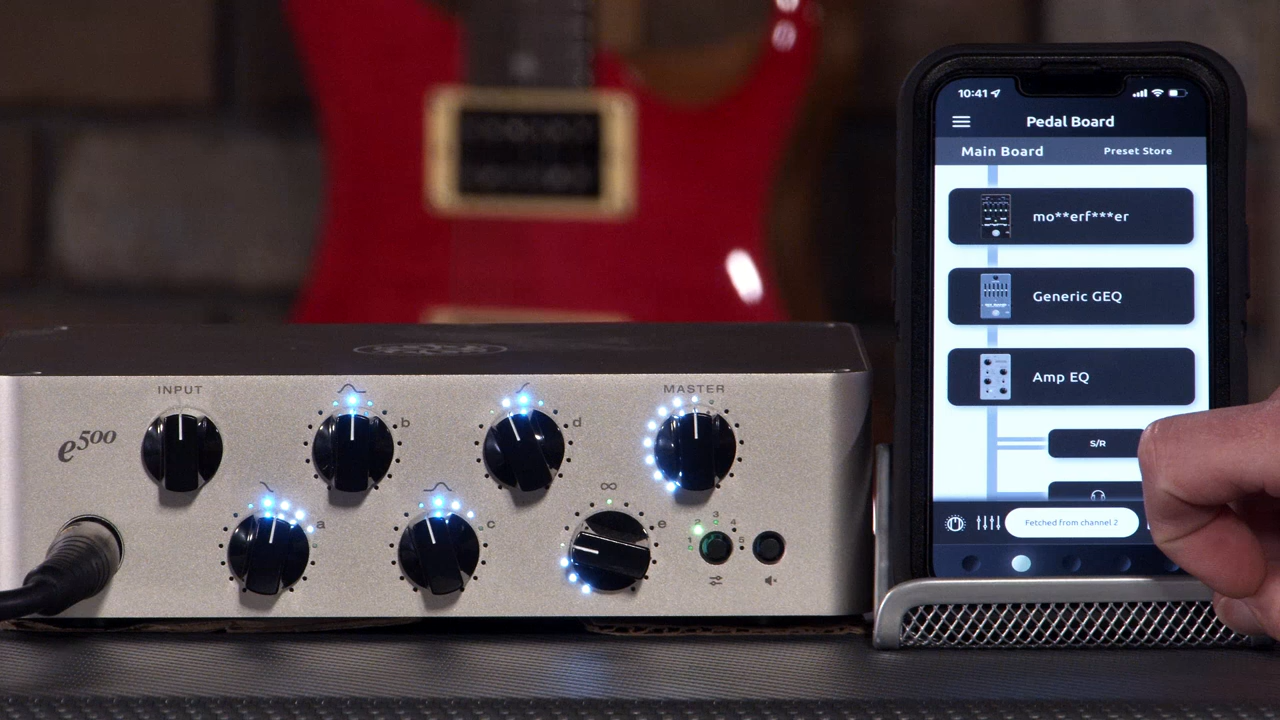 INPUT
MASTER
e500
b
d
a
c
∞
e
1
2
3
4
5
10:41
Pedal Board
Main Board
Preset Store
mo**erf***er
Generic GEQ
Amp EQ
S/R
Fetched from channel 2